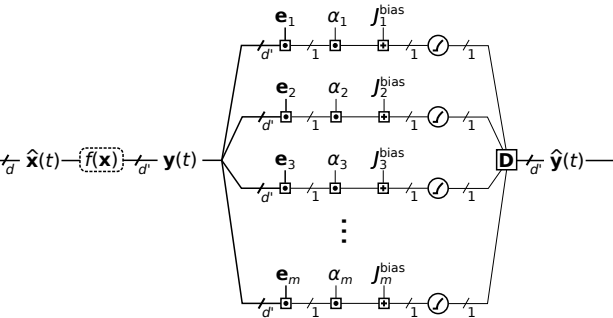 e₁ α₁ J₁ᵇⁱᵃˢ
d' 1 1 1
e₂ α₂ J₂ᵇⁱᵃˢ
d' 1 1 1
d x̂(t) f(x) d' y(t) D d' ŷ(t)
e₃ α₃ J₃ᵇⁱᵃˢ
d' 1 1 1
⋮
eₘ αₘ Jₘᵇⁱᵃˢ
d' 1 1 1